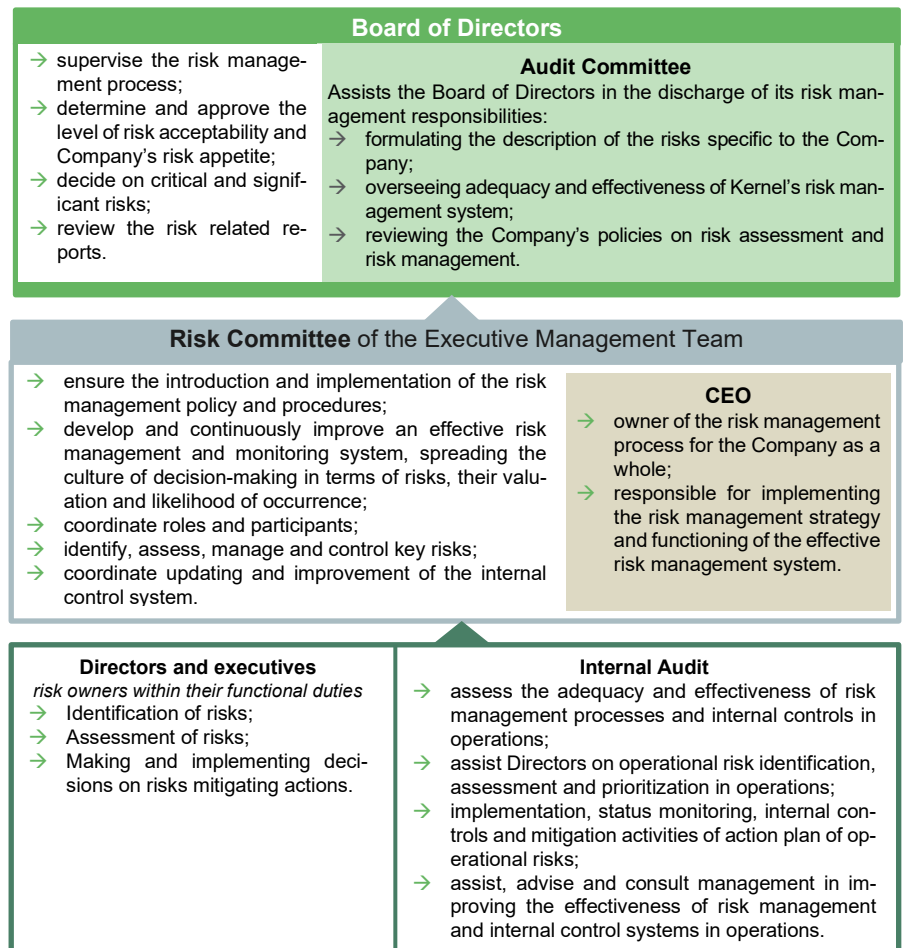 Board of Directors
→ supervise the risk manage-
ment process;
→ determine and approve the
level of risk acceptability and
Company's risk appetite;
→ decide on critical and signif-
icant risks;
→ review the risk related re-
ports.
Audit Committee
Assists the Board of Directors in the discharge of its risk man-
agement responsibilities:
→ formulating the description of the risks specific to the Com-
pany;
→ overseeing adequacy and effectiveness of Kernel's risk man-
agement system;
→ reviewing the Company's policies on risk assessment and
risk management.
Risk Committee of the Executive Management Team
→ ensure the introduction and implementation of the risk
management policy and procedures;
→ develop and continuously improve an effective risk
management and monitoring system, spreading the
culture of decision-making in terms of risks, their valu-
ation and likelihood of occurrence;
→ coordinate roles and participants;
→ identify, assess, manage and control key risks;
→ coordinate updating and improvement of the internal
control system.
CEO
→ owner of the risk management
process for the Company as a
whole;
→ responsible for implementing
the risk management strategy
and functioning of the effective
risk management system.
Directors and executives
risk owners within their functional duties
→ Identification of risks;
→ Assessment of risks;
→ Making and implementing deci-
sions on risks mitigating actions.
Internal Audit
→ assess the adequacy and effectiveness of risk
management processes and internal controls in
operations;
→ assist Directors on operational risk identification,
assessment and prioritization in operations;
→ implementation, status monitoring, internal con-
trols and mitigation activities of action plan of op-
erational risks;
→ assist, advise and consult management in im-
proving the effectiveness of risk management
and internal control systems in operations.